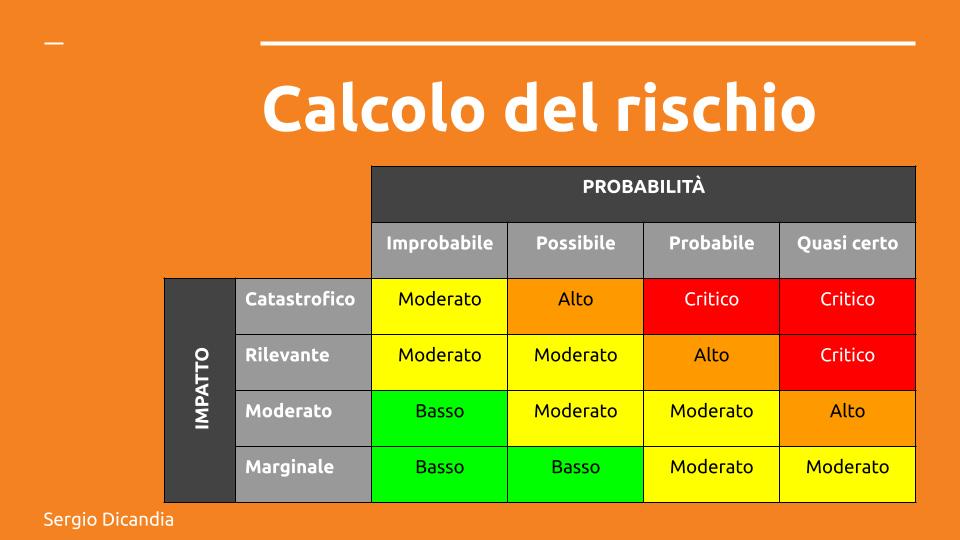 Calcolo del rischio
PROBABILITÀ
Improbabile Possibile Probabile Quasi certo
IMPATTO
Catastrofico Moderato Alto Critico Critico
Rilevante Moderato Moderato Alto Critico
Moderato Basso Moderato Moderato Alto
Marginale Basso Basso Moderato Moderato
Sergio Dicandia